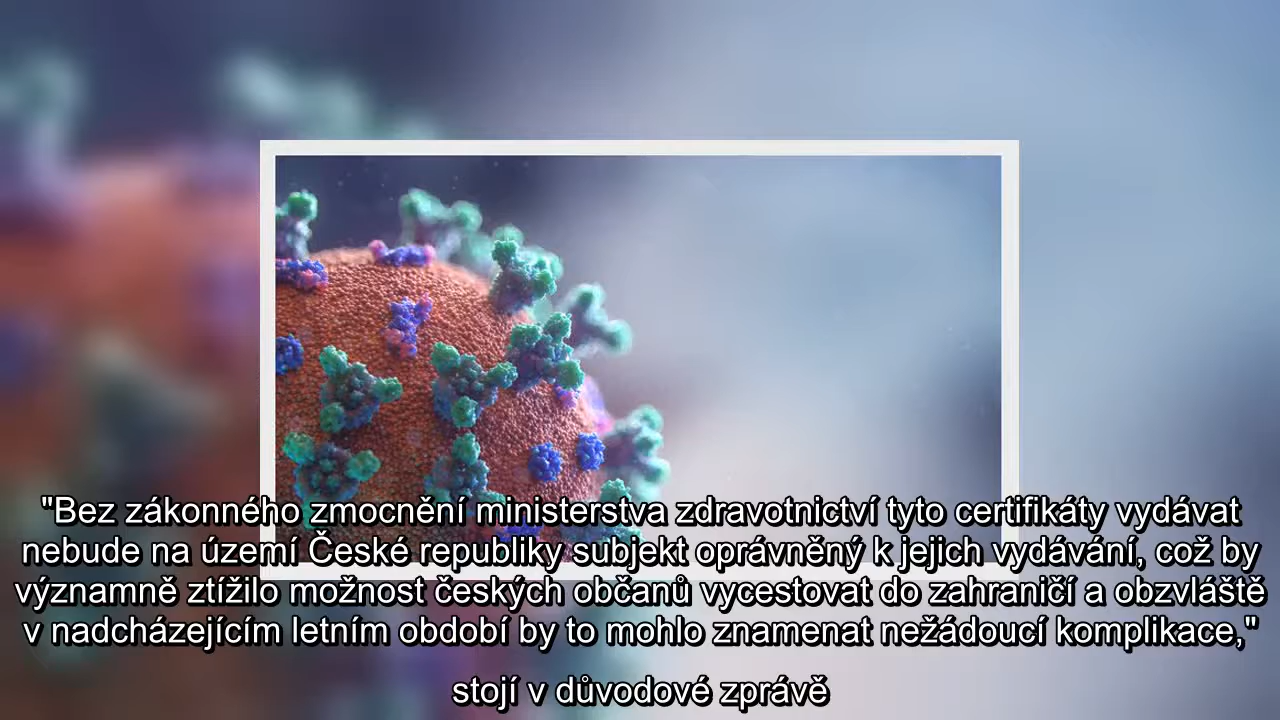 "Bez zákonného zmocnění ministerstva zdravotnictví tyto certifikáty vydávat
nebude na území České republiky subjekt oprávněný k jejich vydávání, což by
významně ztížilo možnost českých občanů vycestovat do zahraničí a obzvláště
v nadcházejícím letním období by to mohlo znamenat nežádoucí komplikace,"
stojí v důvodové zprávě